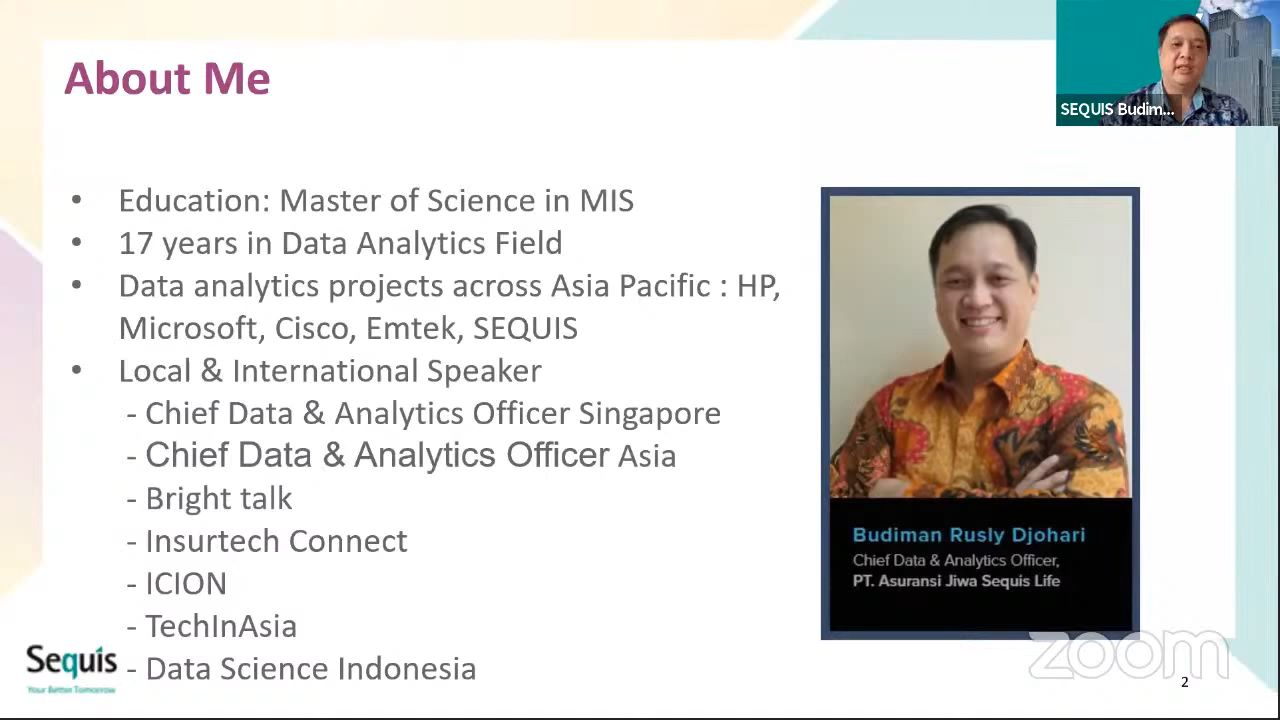 About Me
SEQUIS Budim...
• Education: Master of Science in MIS
• 17 years in Data Analytics Field
• Data analytics projects across Asia Pacific : HP,
Microsoft, Cisco, Emtek, SEQUIS
• Local & International Speaker
- Chief Data & Analytics Officer Singapore
- Chief Data & Analytics Officer Asia
- Bright talk
- Insurtech Connect
- ICION
- TechInAsia
- Data Science Indonesia
Budiman Rusly Djohari
Chief Data & Analytics Officer,
PT. Asuransi Jiwa Sequis Life
Sequis
Your Better Tomorrow
zoom
2